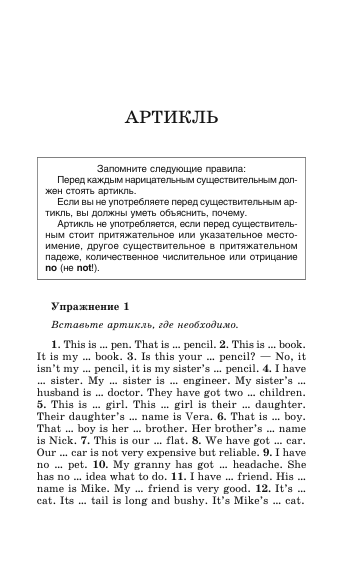 АРТИКЛЬ
Запомните следующие правила:
Перед каждым нарицательным существительным дол-
жен стоять артикль.
Если вы не употребляете перед существительным ар-
тикль, вы должны уметь объяснить, почему.
Артикль не употребляется, если перед существитель-
ным стоит притяжательное или указательное место-
имение, другое существительное в притяжательном
падеже, количественное числительное или отрицание
no (не not!).
Упражнение 1
Вставьте артикль, где необходимо.
1. This is ... pen. That is ... pencil. 2. This is ... book.
It is my ... book. 3. Is this your ... pencil? — No, it
isn't my ... pencil, it is my sister's ... pencil. 4. I have
... sister. My ... sister is ... engineer. My sister's ...
husband is ... doctor. They have got two ... children.
5. This is ... girl. This ... girl is their ... daughter.
Their daughter's ... name is Vera. 6. That is ... boy.
That ... boy is her ... brother. Her brother's ... name
is Nick. 7. This is our ... flat. 8. We have got ... car.
Our ... car is not very expensive but reliable. 9. I have
no ... pet. 10. My granny has got ... headache. She
has no ... idea what to do. 11. I have ... friend. His ...
name is Mike. My ... friend is very good. 12. It's ...
cat. Its ... tail is long and bushy. It's Mike's ... cat.